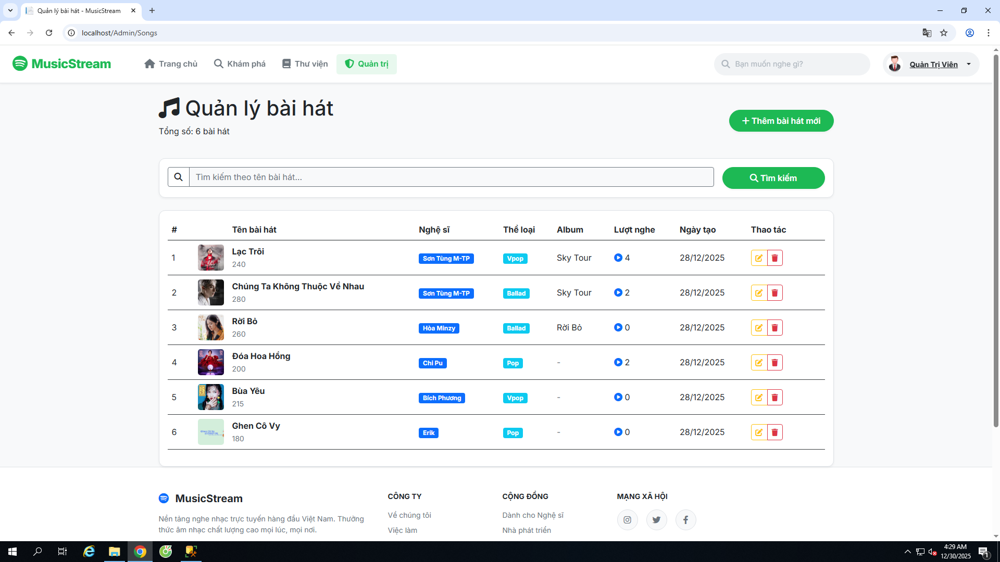 Quản lý bài hát - MusicStream
localhost/Admin/Songs
MusicStream
Trang chủ
Khám phá
Thư viện
Quản trị
Bạn muốn nghe gì?
Quản Trị Viên
Quản lý bài hát
Tổng số: 6 bài hát
+ Thêm bài hát mới
Tìm kiếm theo tên bài hát...
Tìm kiếm
# Tên bài hát Nghệ sĩ Thể loại Album Lượt nghe Ngày tạo Thao tác
1 Lạc Trôi Sơn Tùng M-TP Vpop Sky Tour 4 28/12/2025
240
2 Chúng Ta Không Thuộc Về Nhau Sơn Tùng M-TP Ballad Sky Tour 2 28/12/2025
280
3 Rời Bỏ Hòa Minzy Ballad Rời Bỏ 0 28/12/2025
260
4 Đóa Hoa Hồng Chi Pu Pop - 2 28/12/2025
200
5 Bùa Yêu Bích Phương Vpop - 0 28/12/2025
215
6 Ghen Cô Vy Erik Pop - 0 28/12/2025
180
MusicStream
Nền tảng nghe nhạc trực tuyến hàng đầu Việt Nam. Thưởng
thức âm nhạc chất lượng cao mọi lúc, mọi nơi.
CÔNG TY
Về chúng tôi
Việc làm
CỘNG ĐỒNG
Dành cho Nghệ sĩ
Nhà phát triển
MẠNG XÃ HỘI
4:29 AM
12/30/2025
1